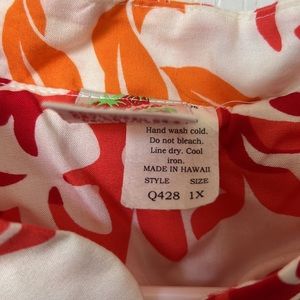 Hand wash cold.
Do not bleach.
Line dry. Cool
iron.
MADE IN HAWAII
STYLE SIZE
Q428 1X